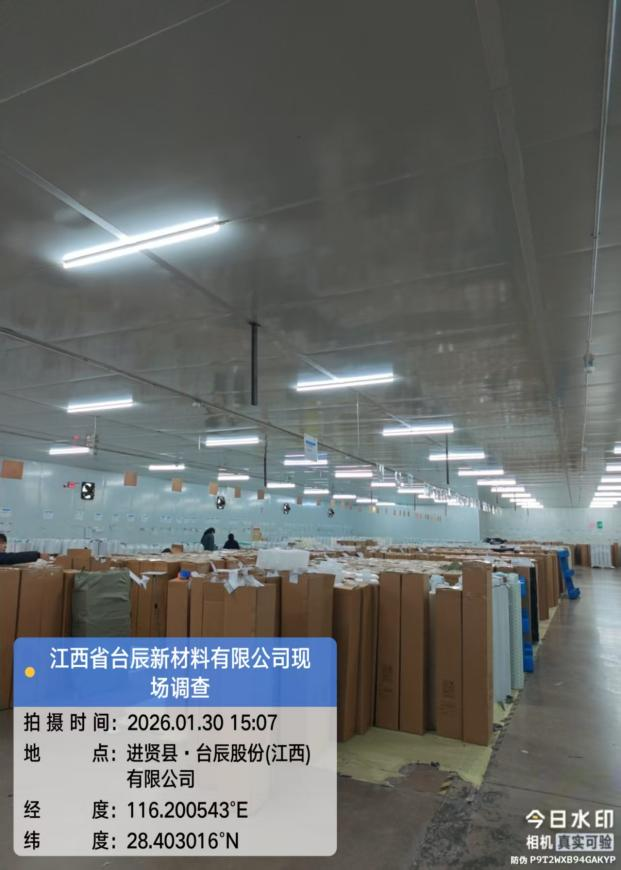 江西省台辰新材料有限公司现
场调查
拍摄时间：2026.01.30 15:07
地　　点：进贤县·台辰股份(江西)
有限公司
经　　度：116.200543°E
纬　　度：28.403016°N
今日水印
相机 真实可验
防伪 P9T2WXB94GAKYP